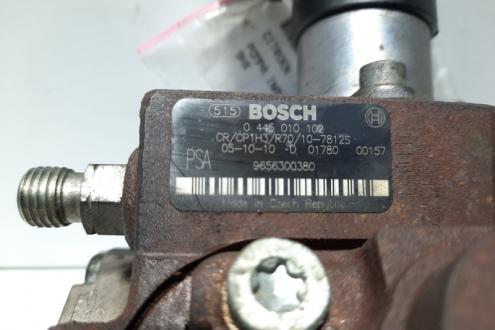 515 BOSCH
0 445 010 102
CR/CP1H3/R70/10-7812S
05-10-10 -D 01780 00157
PSA
9656300380
Made in Czech Republic